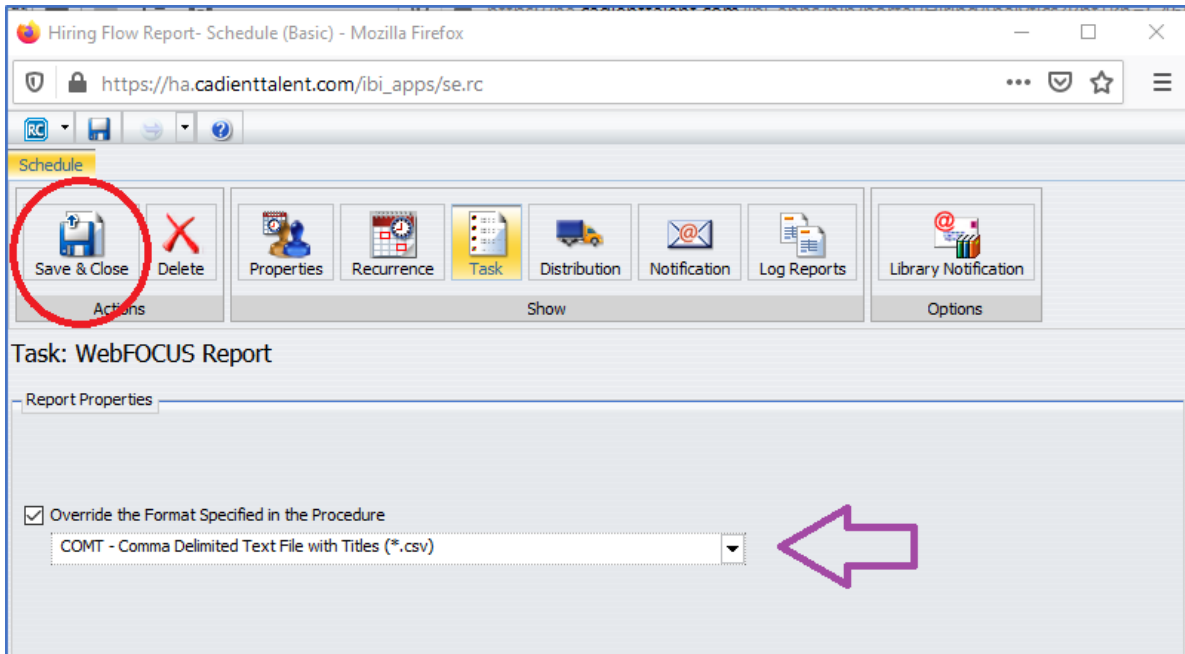 Hiring Flow Report- Schedule (Basic) - Mozilla Firefox
https://ha.cadienttalent.com/ibi_apps/se.rc
RC
Schedule
Save & Close Delete Properties Recurrence Task Distribution Notification Log Reports Library Notification
Actions Show Options
Task: WebFOCUS Report
Report Properties
Override the Format Specified in the Procedure
COMT - Comma Delimited Text File with Titles (*.csv)